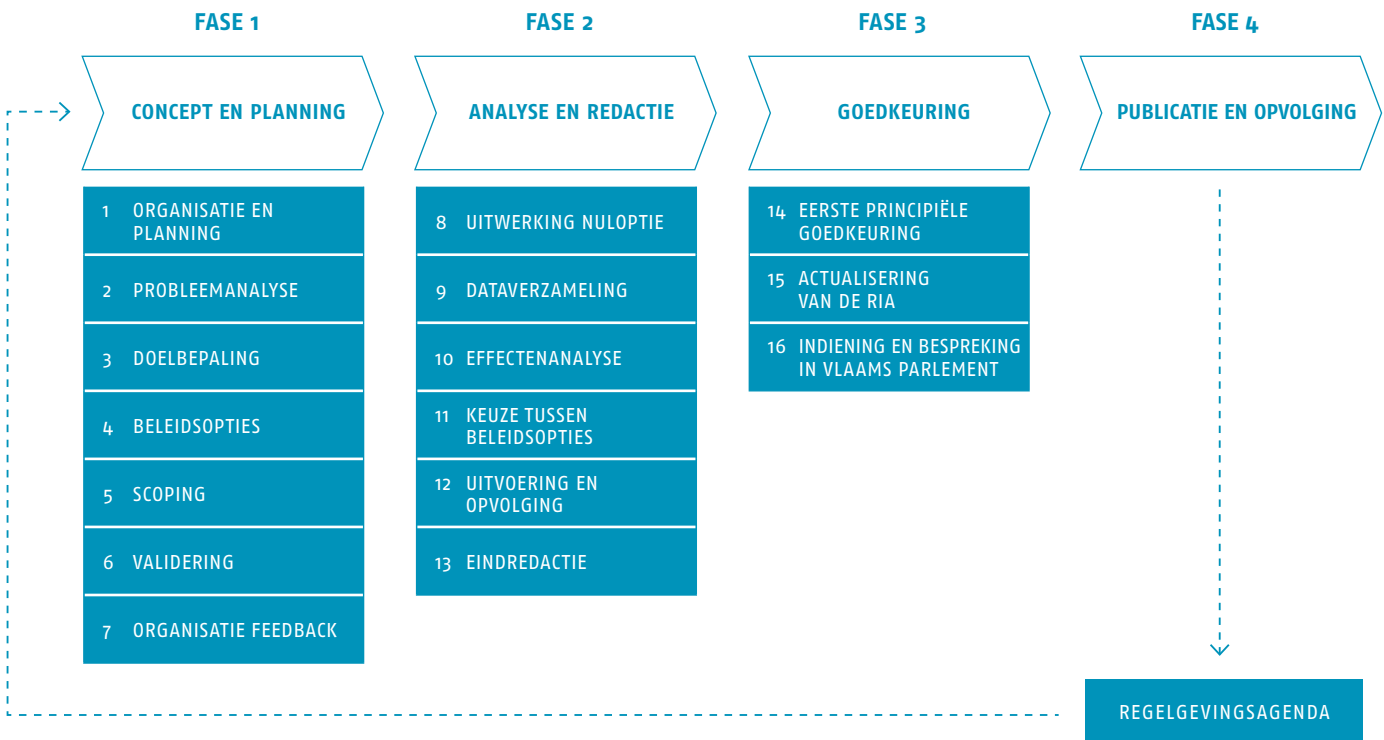 FASE 1
CONCEPT EN PLANNING
1 ORGANISATIE EN
PLANNING
2 PROBLEEMANALYSE
3 DOELBEPALING
4 BELEIDSOPTIES
5 SCOPING
6 VALIDERING
7 ORGANISATIE FEEDBACK
FASE 2
ANALYSE EN REDACTIE
8 UITWERKING NULOPTIE
9 DATAVERZAMELING
10 EFFECTENANALYSE
11 KEUZE TUSSEN
BELEIDSOPTIES
12 UITVOERING EN
OPVOLGING
13 EINDREDACTIE
FASE 3
GOEDKEURING
14 EERSTE PRINCIPIËLE
GOEDKEURING
15 ACTUALISERING
VAN DE RIA
16 INDIENING EN BESPREKING
IN VLAAMS PARLEMENT
FASE 4
PUBLICATIE EN OPVOLGING
REGELGEVINGSAGENDA